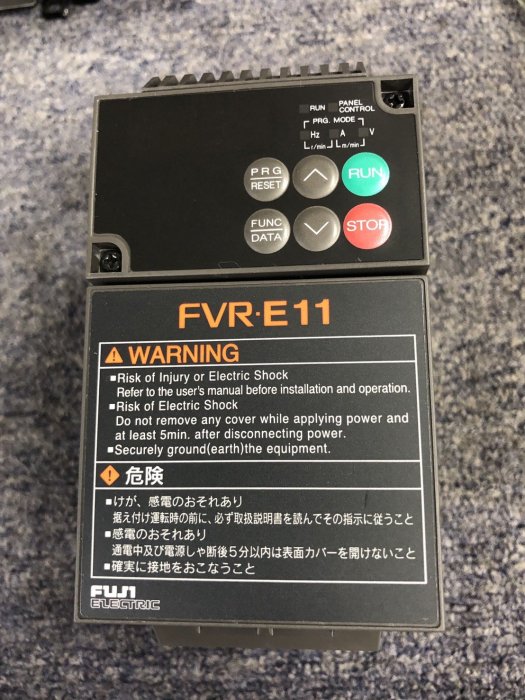 RUN PANEL CONTROL
PRG. MODE
Hz A V
r/min m/min
PRG RESET
RUN
FUNC DATA
STOP
FVR·E11
WARNING
■Risk of Injury or Electric Shock
Refer to the user's manual before installation and operation.
■Risk of Electric Shock
Do not remove any cover while applying power and
at least 5min. after disconnecting power.
■Securely ground(earth)the equipment.
危険
■けが、感電のおそれあり
据え付け運転時の前に、必ず取扱説明書を読んでその指示に従うこと
■感電のおそれあり
通電中及び電源しゃ断後5分以内は表面カバーを開けないこと
■確実に接地をおこなうこと
FUJI
ELECTRIC